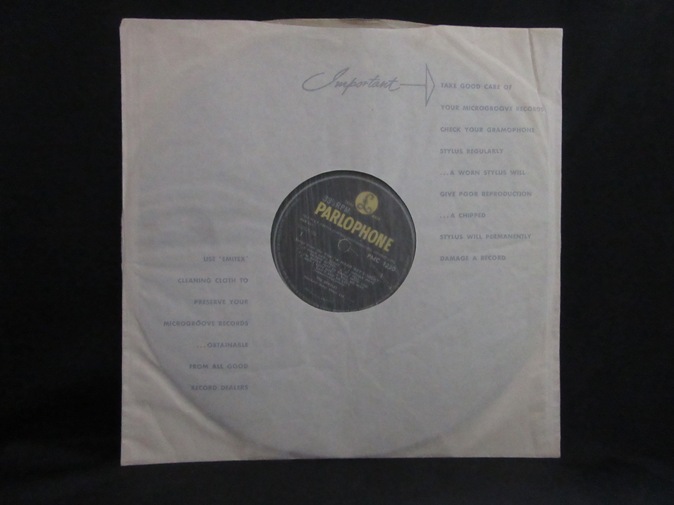 Important
TAKE GOOD CARE OF
YOUR MICROGROOVE RECORDS
CHECK YOUR GRAMOPHONE
STYLUS REGULARLY
...A WORN STYLUS WILL
GIVE POOR REPRODUCTION
...A CHIPPED
STYLUS WILL PERMANENTLY
DAMAGE A RECORD
PARLOPHONE
USE "EMITEX"
CLEANING CLOTH TO
PRESERVE YOUR
MICROGROOVE RECORDS
...OBTAINABLE
FROM ALL GOOD
RECORD DEALERS